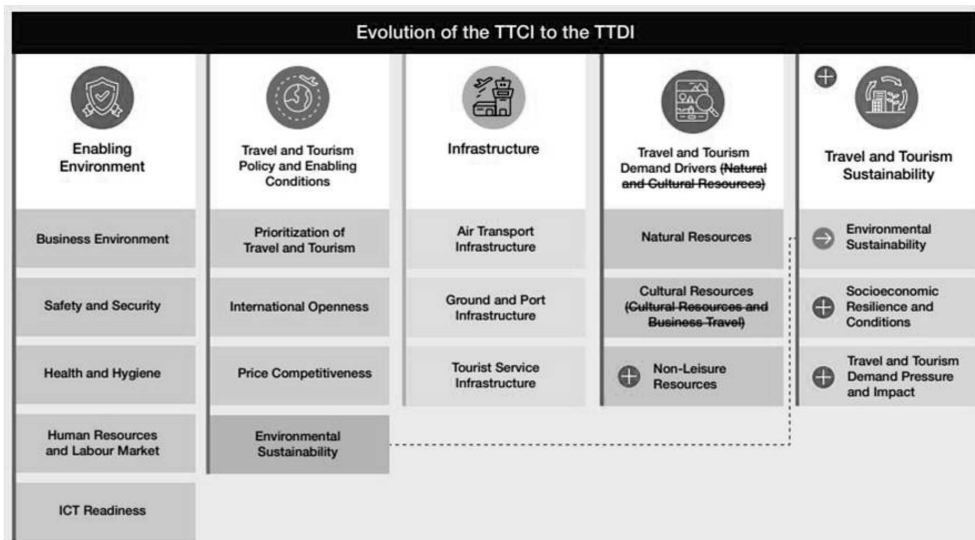 Evolution of the TTCI to the TTDI
Enabling
Environment
Business Environment
Safety and Security
Health and Hygiene
Human Resources
and Labour Market
ICT Readiness
Travel and Tourism
Policy and Enabling
Conditions
Prioritization of
Travel and Tourism
International Openness
Price Competitiveness
Environmental
Sustainability
Infrastructure
Air Transport
Infrastructure
Ground and Port
Infrastructure
Tourist Service
Infrastructure
Travel and Tourism
Demand Drivers (Natural
and Cultural Resources)
Natural Resources
Cultural Resources
(Cultural Resources and
Business Travel)
Non-Leisure
Resources
Travel and Tourism
Sustainability
Environmental
Sustainability
Socioeconomic
Resilience and
Conditions
Travel and Tourism
Demand Pressure
and Impact